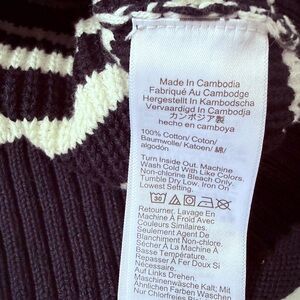 Made In Cambodia
Fabriqué Au Cambodge
Hergestellt In Kambodscha
Vervaardigd In Cambodja
カンボジア製
hecho en camboya
100% Cotton/ Coton/
Baumwolle/ Katoen/ 綿/
algodón
Turn Inside Out. Machine
Wash Cold With Like Colors.
Non-chlorine Bleach Only.
Tumble Dry Low. Iron On
Lowest Setting.
30
Retourner, Lavage En
Machine À Froid Avec
Couleurs Similaires.
Seulement Agent De
Blanchiment Non-chlore.
Sécher À La Machine À
Basse Température.
Repasser À Fer Doux Si
Nécessaire.
Auf Links Drehen.
Maschinenwäsche Kalt; Mit
Ähnlichen Farben Waschen
Nur Chlorfreies